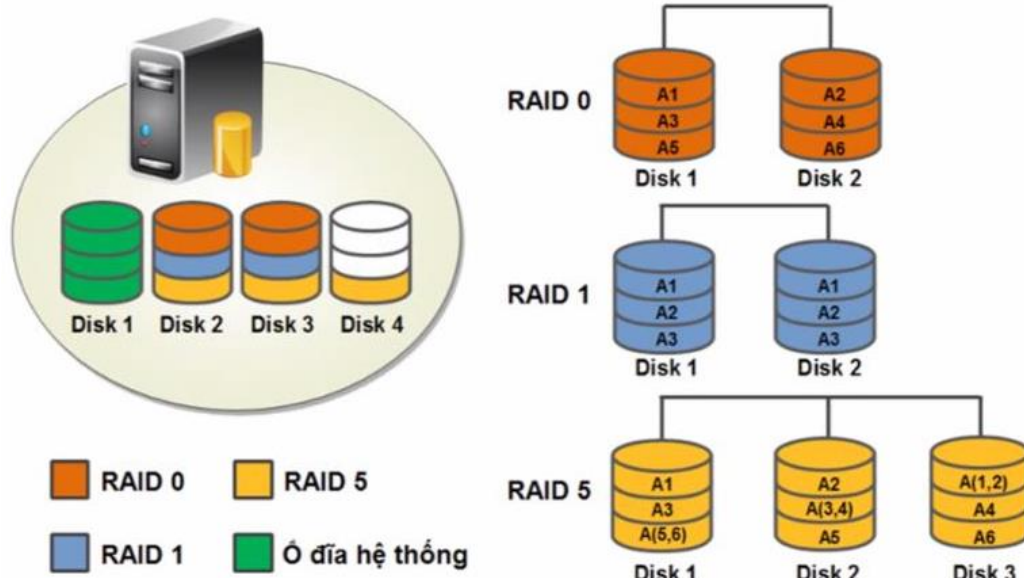 Disk 1 Disk 2 Disk 3 Disk 4
RAID 0
RAID 5
RAID 1
Ổ đĩa hệ thống
RAID 0
A1 A2
A3 A4
A5 A6
Disk 1 Disk 2
RAID 1
A1 A1
A2 A2
A3 A3
Disk 1 Disk 2
RAID 5
A1 A2 A(1,2)
A3 A(3,4) A4
A(5,6) A5 A6
Disk 1 Disk 2 Disk 3